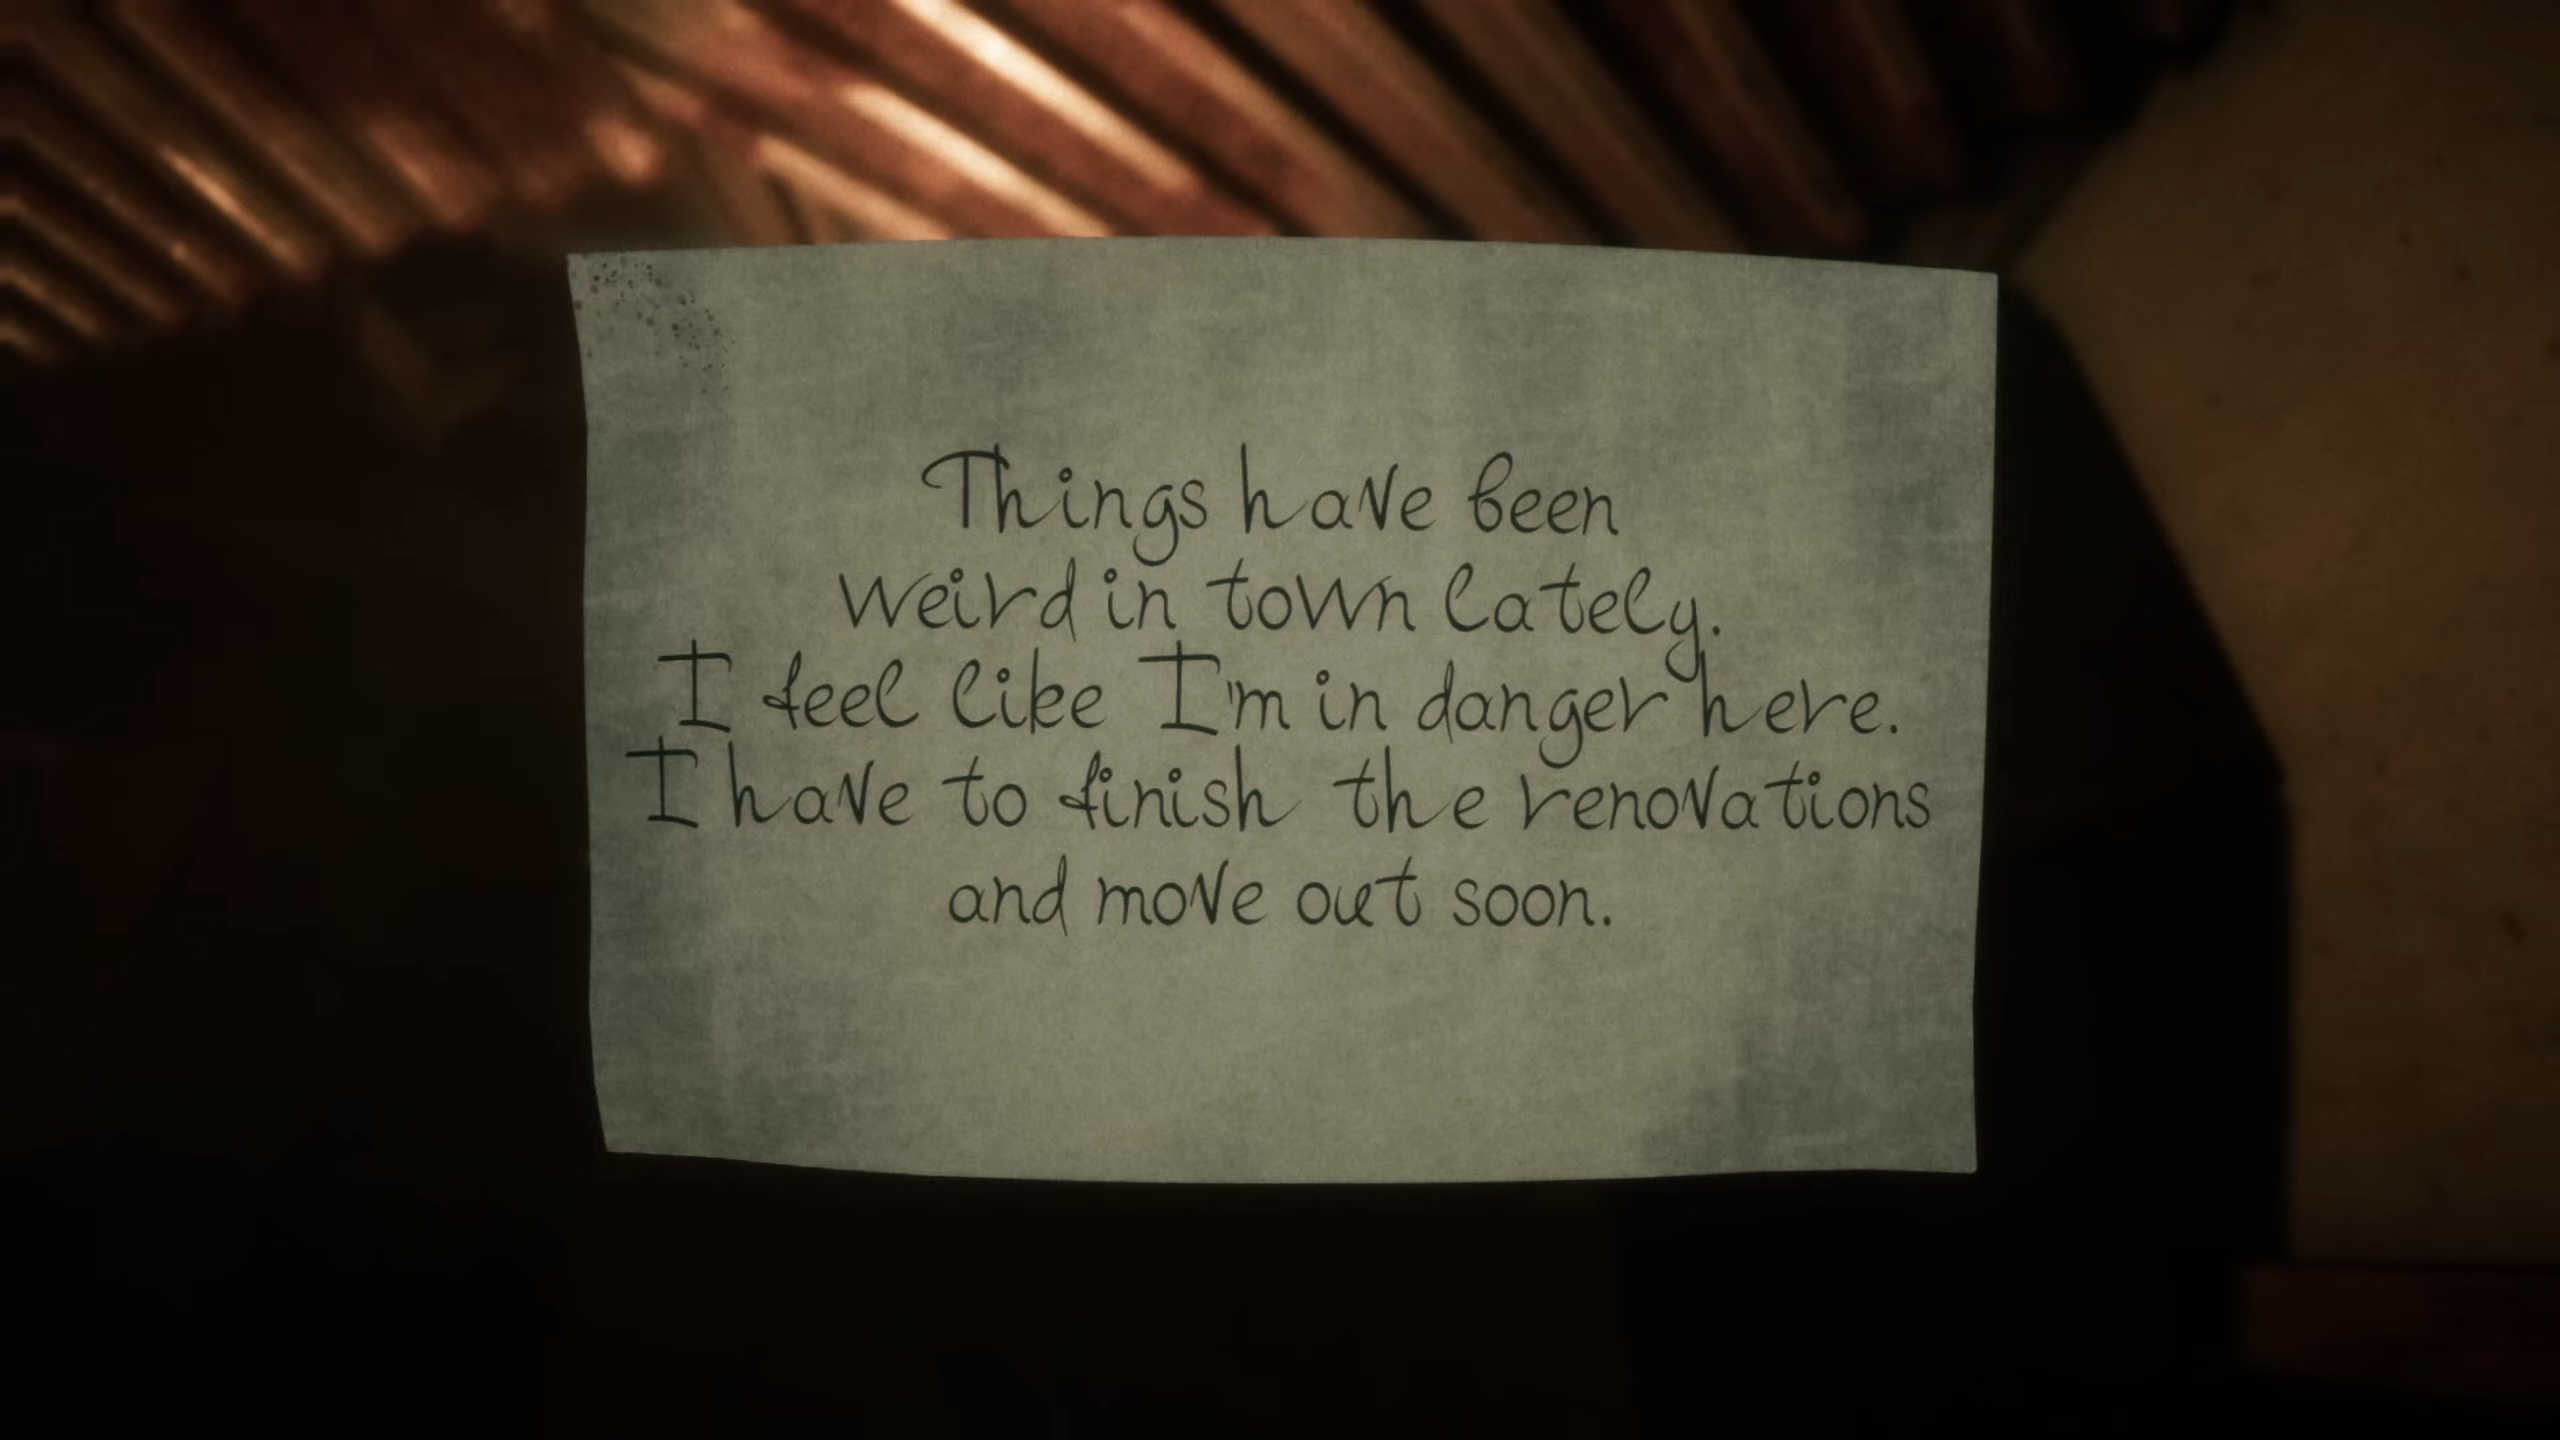 Things have been
weird in town lately.
I feel like I'm in danger here.
I have to finish the renovations
and move out soon.